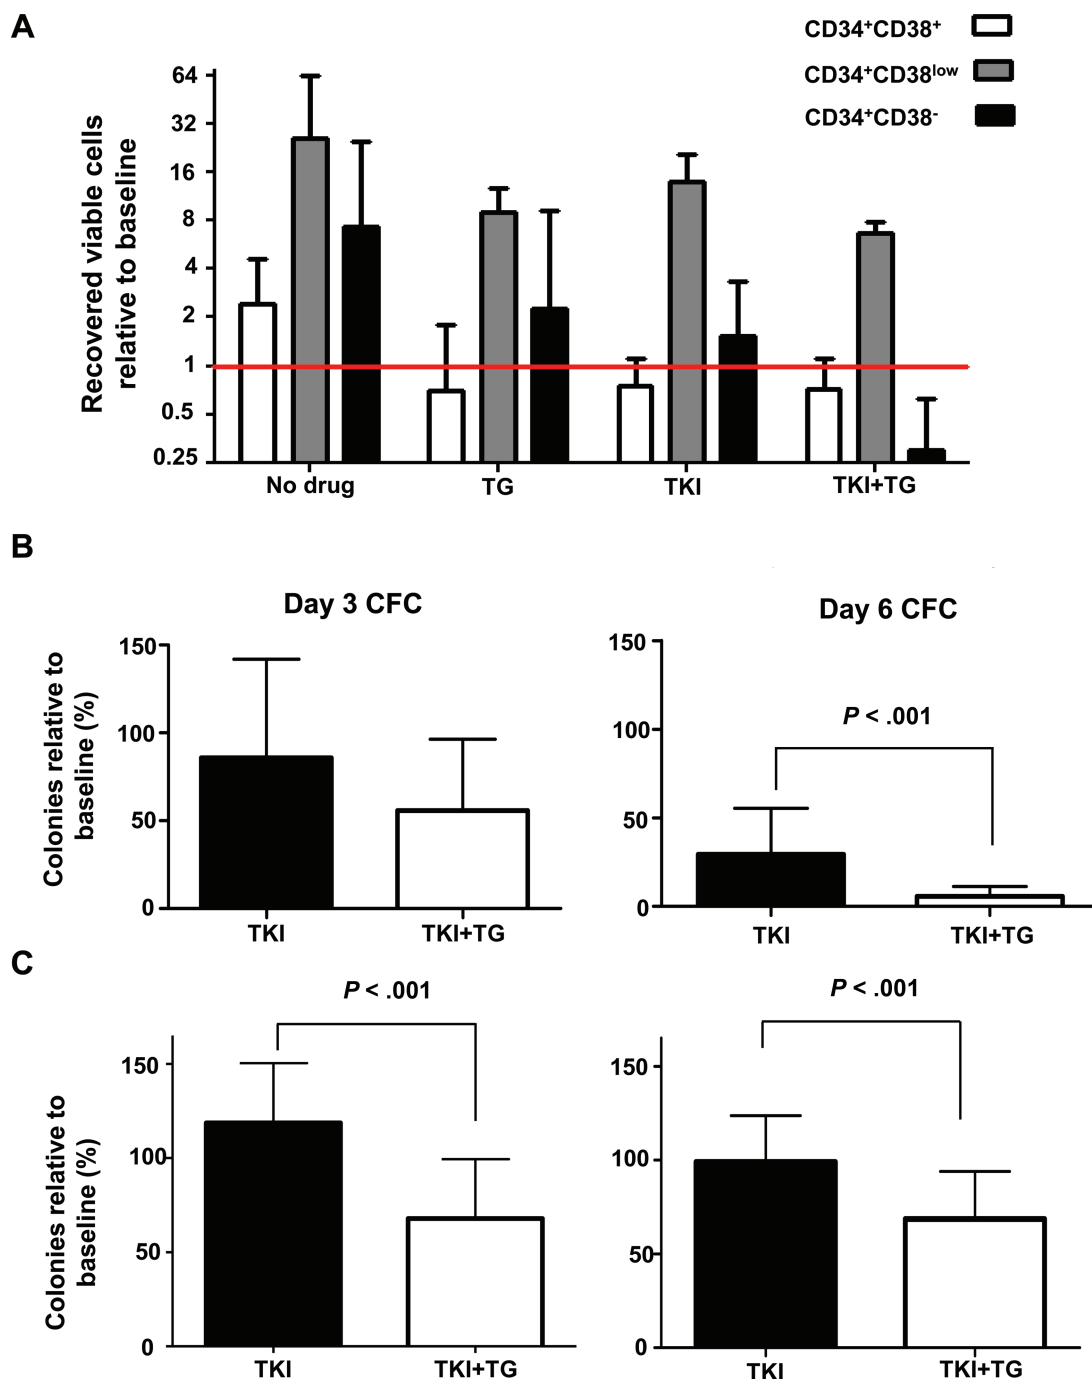 A
CD34⁺CD38⁺
CD34⁺CD38ˡᵒʷ
CD34⁺CD38⁻
Recovered viable cells
relative to baseline
64
32
16
8
4
2
1
0.5
0.25
No drug
TG
TKI
TKI+TG
B
Day 3 CFC
Colonies relative to
baseline (%)
150
100
50
0
TKI
TKI+TG
Day 6 CFC
150
100
50
0
P < .001
TKI
TKI+TG
C
P < .001
Colonies relative to
baseline (%)
150
100
50
0
TKI
TKI+TG
P < .001
150
100
50
0
TKI
TKI+TG